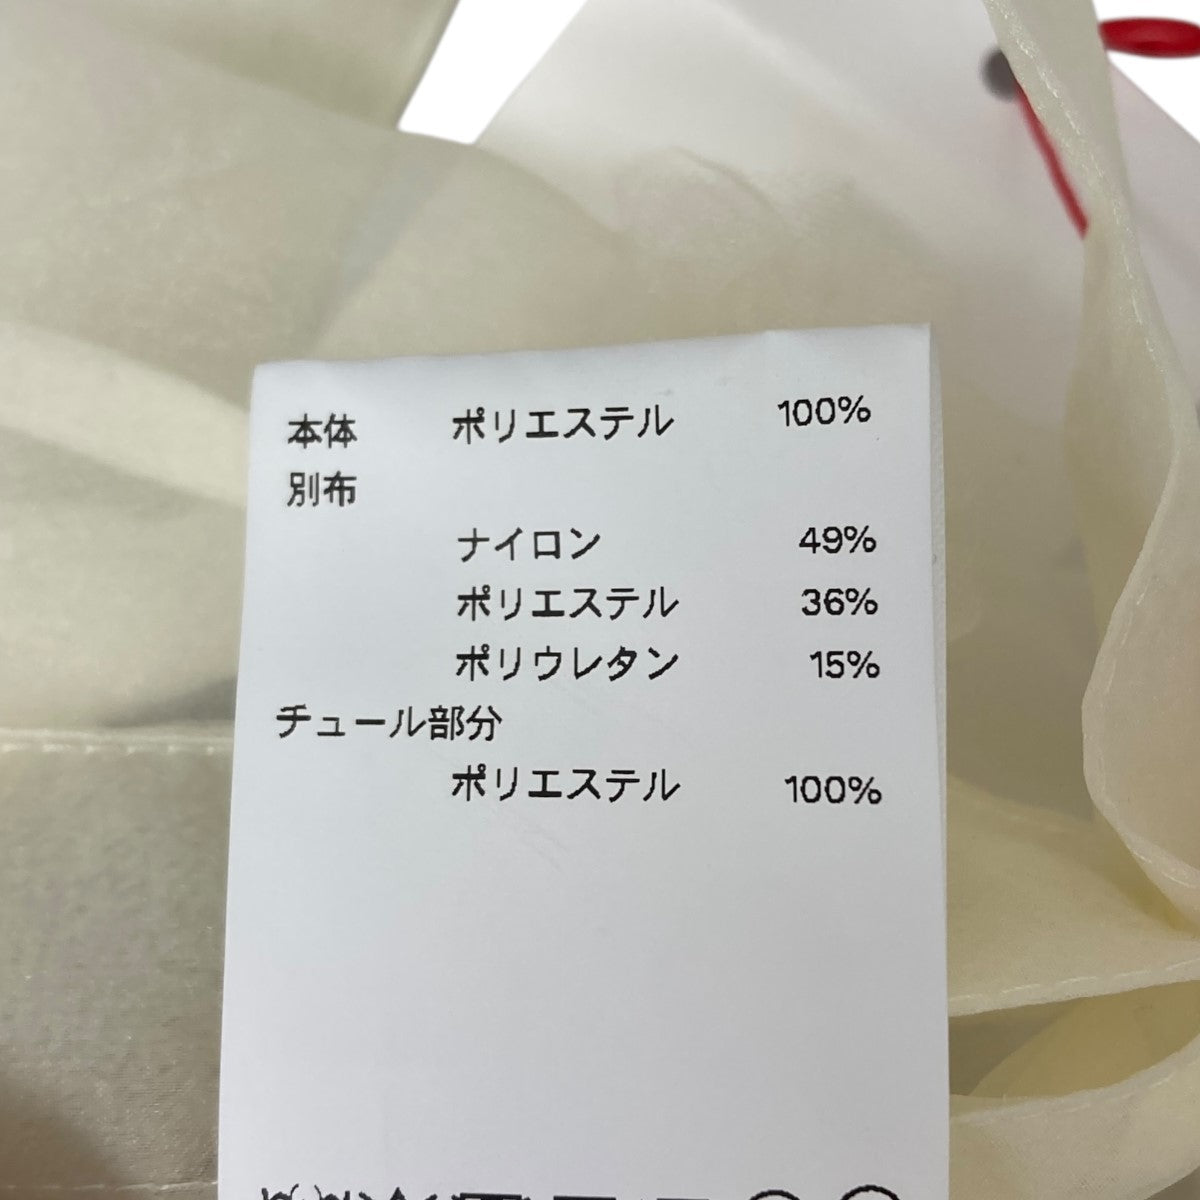 本体 ポリエステル 100%
別布
ナイロン 49%
ポリエステル 36%
ポリウレタン 15%
チュール部分
ポリエステル 100%